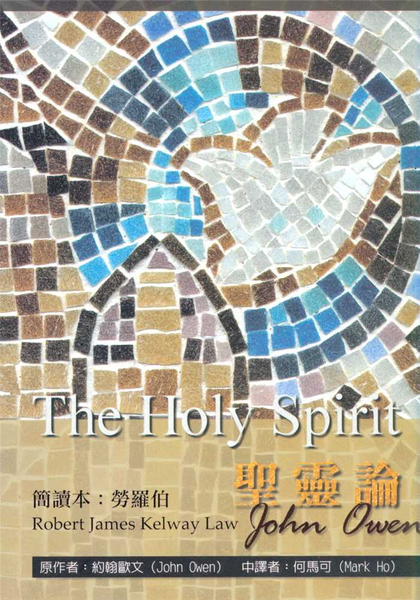 The Holy Spirit
聖靈論
簡讀本：勞羅伯
Robert James Kelway Law
John Owen
原作者：約翰歐文（John Owen） 中譯者：何馬可（Mark Ho）